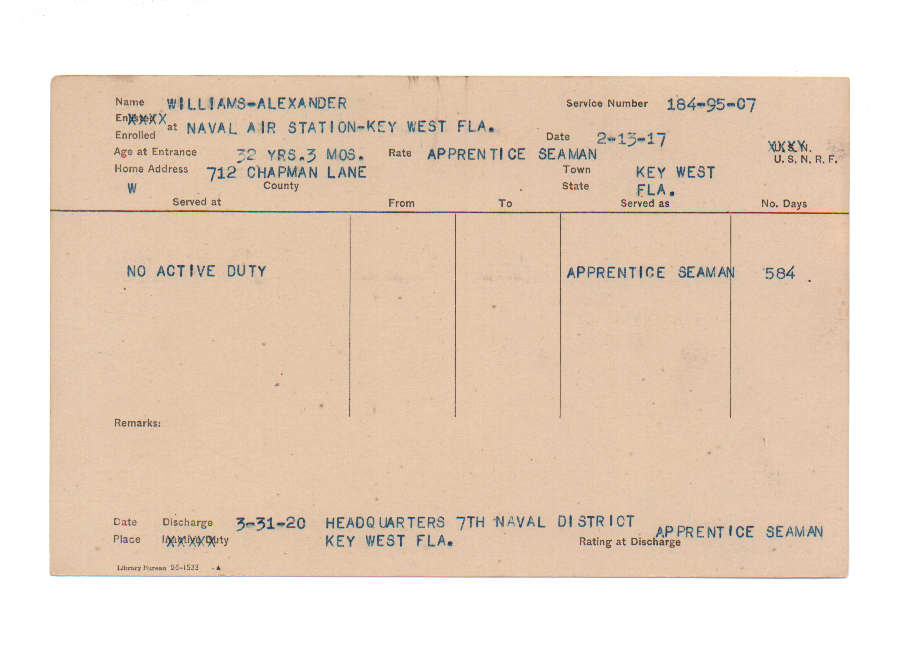 Name WILLIAMS-ALEXANDER Service Number 184-95-07
Enrolled at NAVAL AIR STATION-KEY WEST FLA. Date 2-13-17
U. S. N.
Age at Entrance 32 YRS.3 MOS. Rate APPRENTICE SEAMAN U. S. N. R. F.
Home Address 712 CHAPMAN LANE Town KEY WEST
W County State FLA.
Served at From To Served as No. Days
NO ACTIVE DUTY APPRENTICE SEAMAN 584
Remarks:
Date Discharge 3-31-20 HEADQUARTERS 7TH NAVAL DISTRICT
Place Inactive Duty KEY WEST FLA. Rating at Discharge APPRENTICE SEAMAN
Library Bureau 20-1533 A